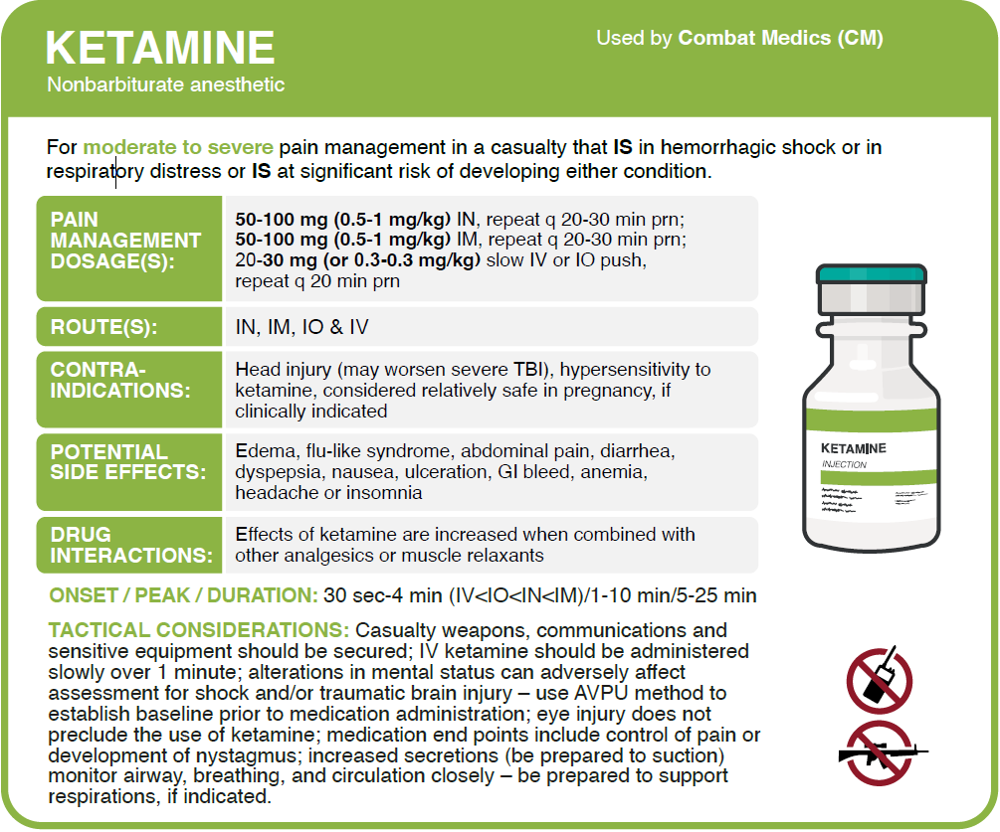 KETAMINE
Nonbarbiturate anesthetic
Used by Combat Medics (CM)
For moderate to severe pain management in a casualty that IS in hemorrhagic shock or in
respiratory distress or IS at significant risk of developing either condition.
PAIN
MANAGEMENT
DOSAGE(S):
50-100 mg (0.5-1 mg/kg) IN, repeat q 20-30 min prn;
50-100 mg (0.5-1 mg/kg) IM, repeat q 20-30 min prn;
20-30 mg (or 0.3-0.3 mg/kg) slow IV or IO push,
repeat q 20 min prn
ROUTE(S):
IN, IM, IO & IV
CONTRA-
INDICATIONS:
Head injury (may worsen severe TBI), hypersensitivity to
ketamine, considered relatively safe in pregnancy, if
clinically indicated
POTENTIAL
SIDE EFFECTS:
Edema, flu-like syndrome, abdominal pain, diarrhea,
dyspepsia, nausea, ulceration, GI bleed, anemia,
headache or insomnia
DRUG
INTERACTIONS:
Effects of ketamine are increased when combined with
other analgesics or muscle relaxants
ONSET / PEAK / DURATION: 30 sec-4 min (IV<IO<IN<IM)/1-10 min/5-25 min
TACTICAL CONSIDERATIONS: Casualty weapons, communications and
sensitive equipment should be secured; IV ketamine should be administered
slowly over 1 minute; alterations in mental status can adversely affect
assessment for shock and/or traumatic brain injury – use AVPU method to
establish baseline prior to medication administration; eye injury does not
preclude the use of ketamine; medication end points include control of pain or
development of nystagmus; increased secretions (be prepared to suction)
monitor airway, breathing, and circulation closely – be prepared to support
respirations, if indicated.
KETAMINE
INJECTION